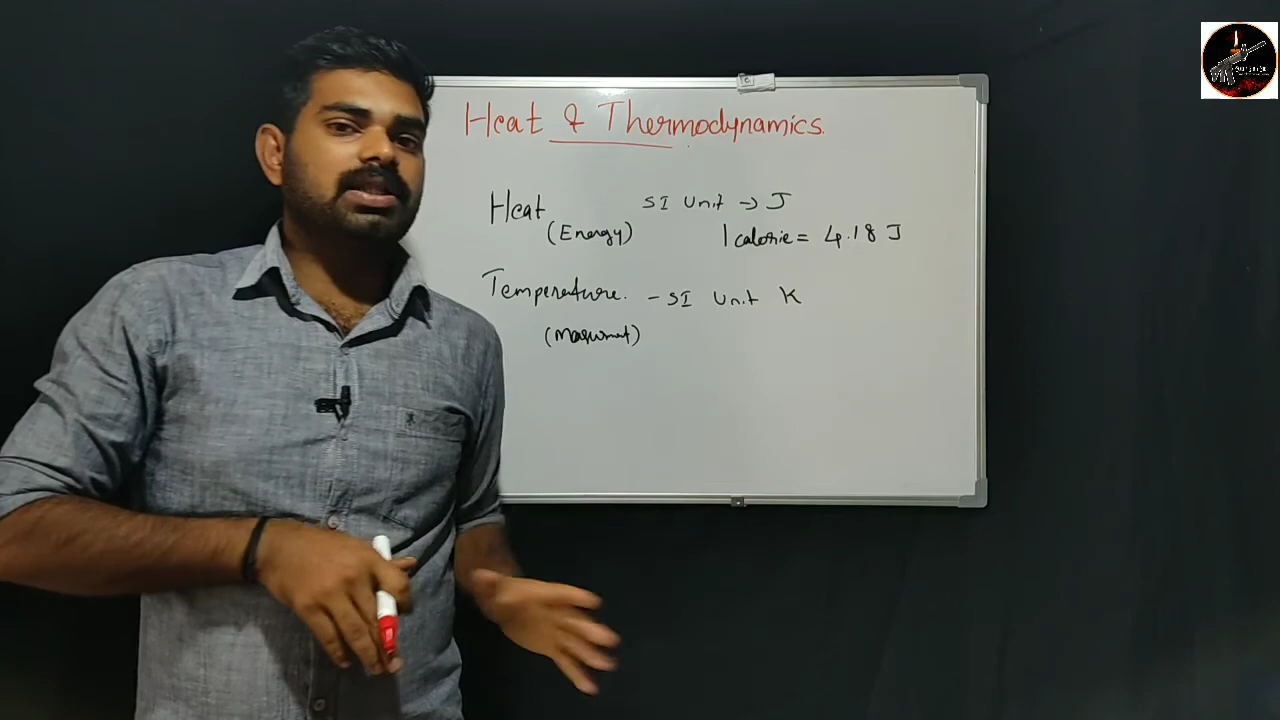 Heat & Thermodynamics.
Heat SI Unit → J
(Energy) 1 calorie = 4.18 J
Temperature. - SI Unit K